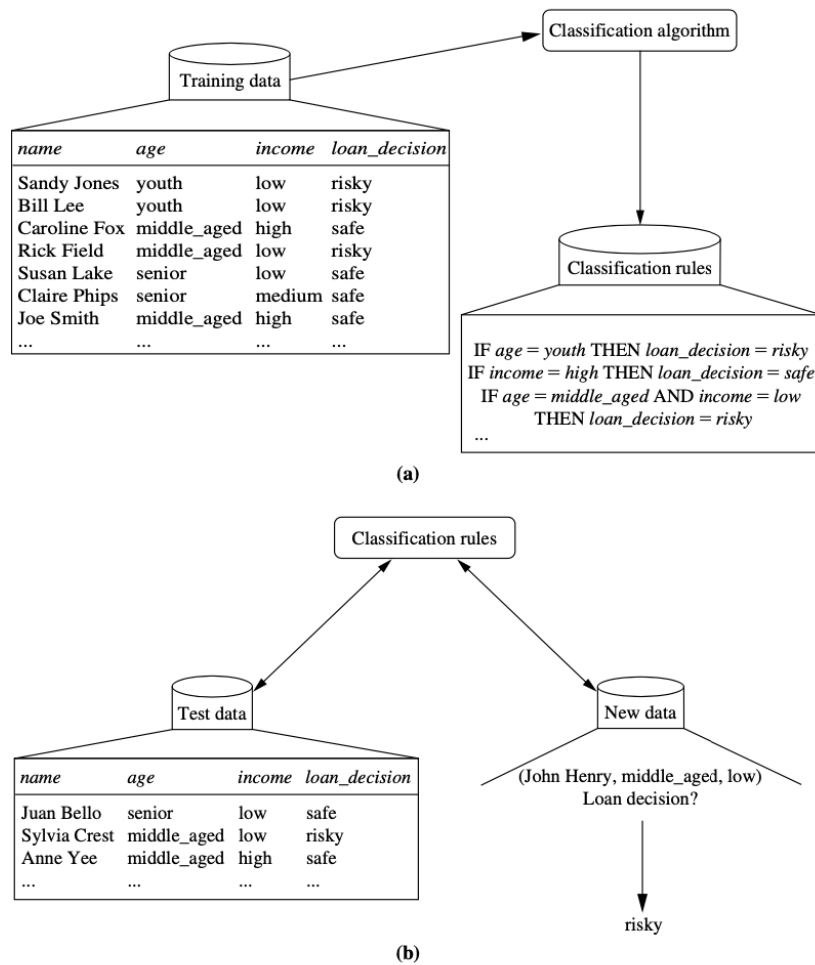 Classification algorithm
Training data
name age income loan_decision
Sandy Jones youth low risky
Bill Lee youth low risky
Caroline Fox middle_aged high safe
Rick Field middle_aged low risky
Susan Lake senior low safe
Claire Phips senior medium safe
Joe Smith middle_aged high safe
... ... ... ...
Classification rules
IF age = youth THEN loan_decision = risky
IF income = high THEN loan_decision = safe
IF age = middle_aged AND income = low
THEN loan_decision = risky
...
(a)
Classification rules
Test data
name age income loan_decision
Juan Bello senior low safe
Sylvia Crest middle_aged low risky
Anne Yee middle_aged high safe
... ... ... ...
New data
(John Henry, middle_aged, low)
Loan decision?
risky
(b)